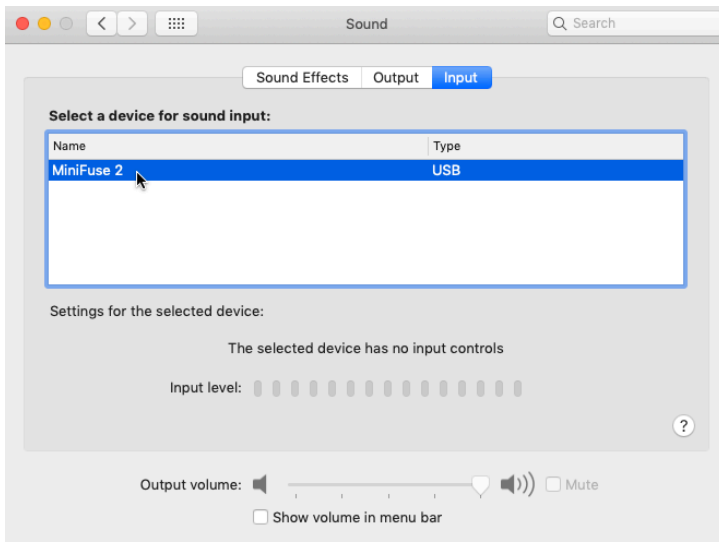 Sound
Search
Sound Effects Output Input
Select a device for sound input:
Name Type
MiniFuse 2 USB
Settings for the selected device:
The selected device has no input controls
Input level:
?
Output volume: Mute
Show volume in menu bar